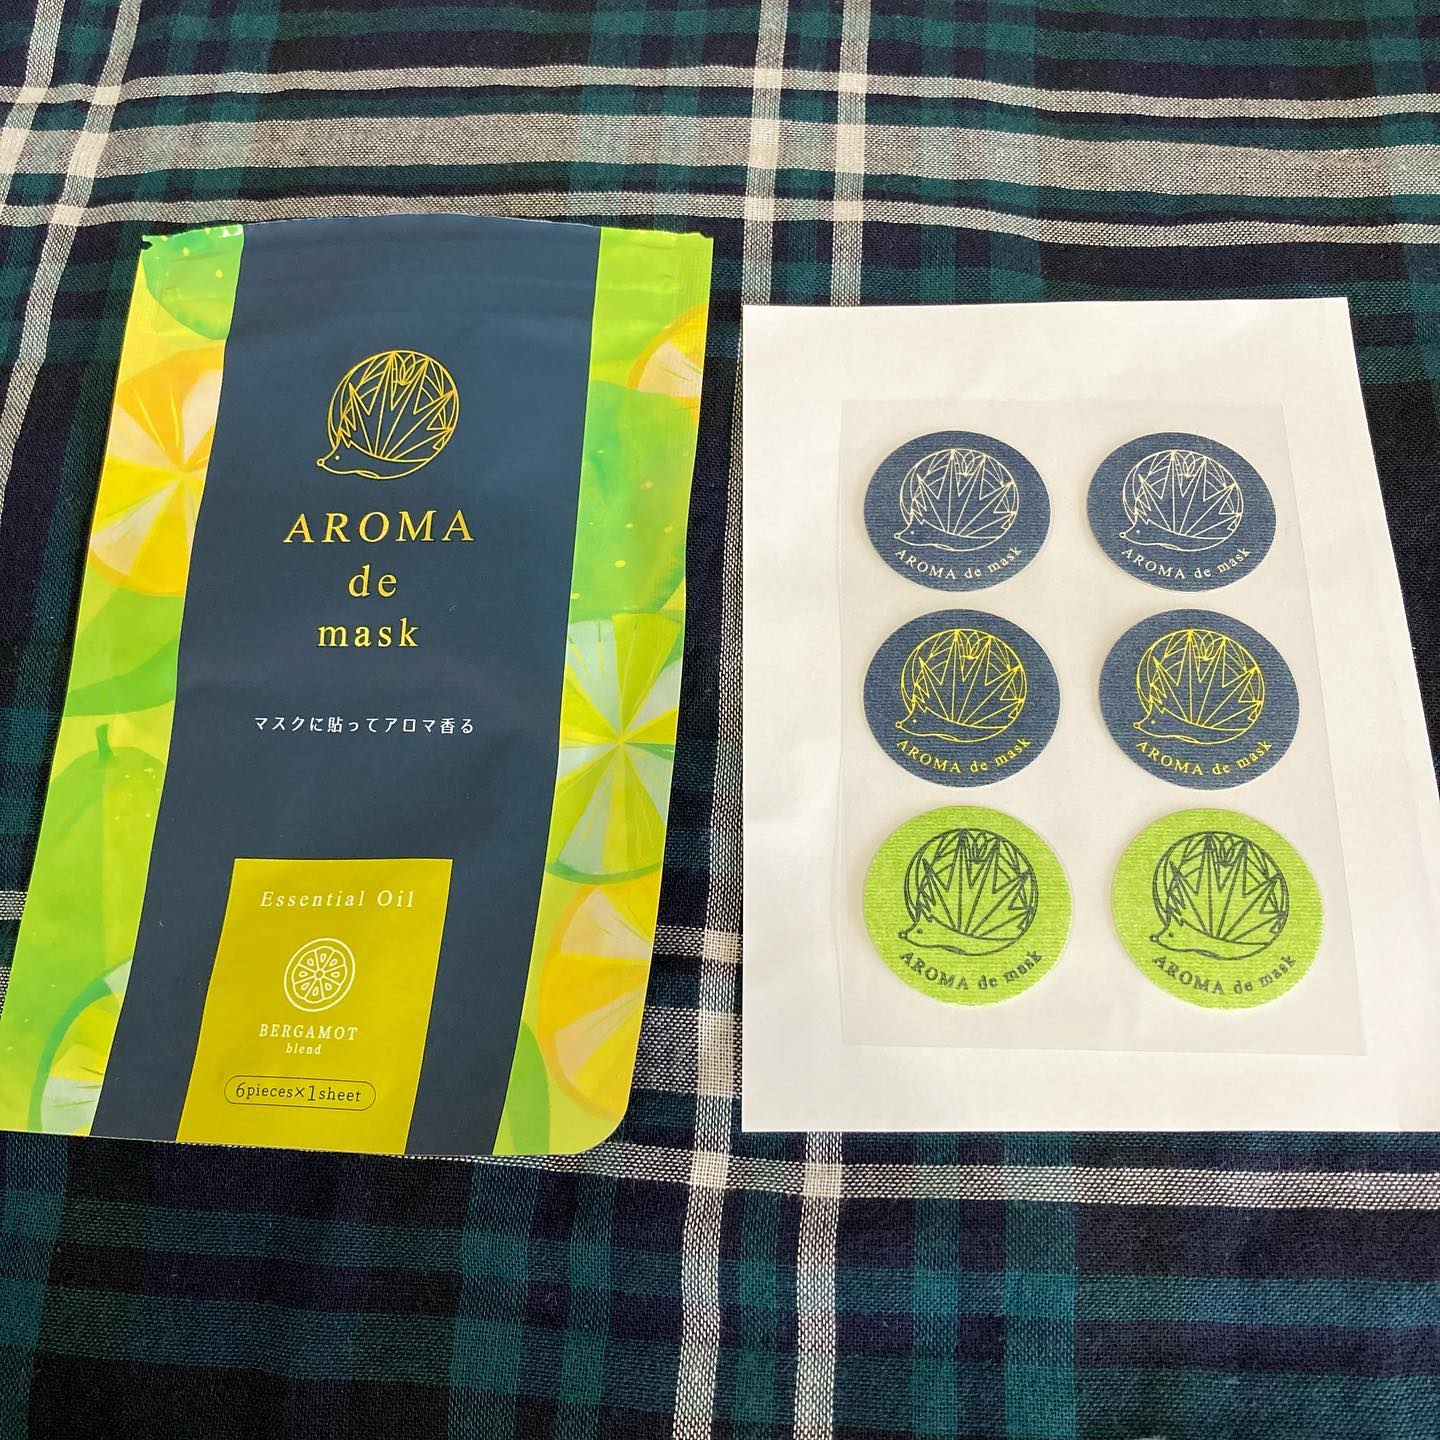 AROMA
de
mask
マスクに貼ってアロマ香る
Essential Oil
BERGAMOT
blend
6pieces×1sheet
AROMA de mask
AROMA de mask
AROMA de mask
AROMA de mask
AROMA de mask
AROMA de mask